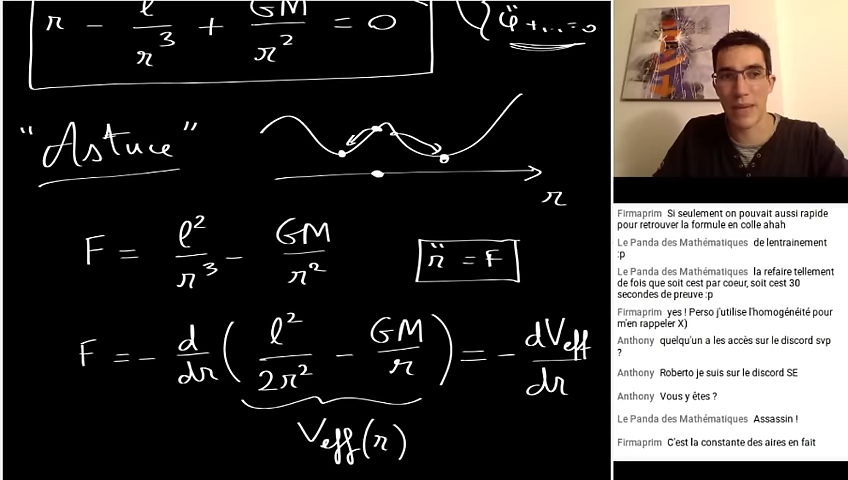 r̈ - l²/r³ + GM/r² = 0
φ̈ + ... = 0
"Astuce"
r
F = l²/r³ - GM/r²
r̈ = F
F = - d/dr ( l²/2r² - GM/r ) = - dVeff/dr
Veff(r)
Firmaprim Si seulement on pouvait aussi rapide
pour retrouver la formule en colle ahah
Le Panda des Mathématiques de lentrainement
:p
Le Panda des Mathématiques la refaire tellement
de fois que soit cest par coeur, soit cest 30
secondes de preuve :p
Firmaprim yes ! Perso j'utilise l'homogénéité pour
m'en rappeler X)
Anthony quelqu'un a les accès sur le discord svp
?
Anthony Roberto je suis sur le discord SE
Anthony Vous y êtes ?
Le Panda des Mathématiques Assassin !
Firmaprim C'est la constante des aires en fait